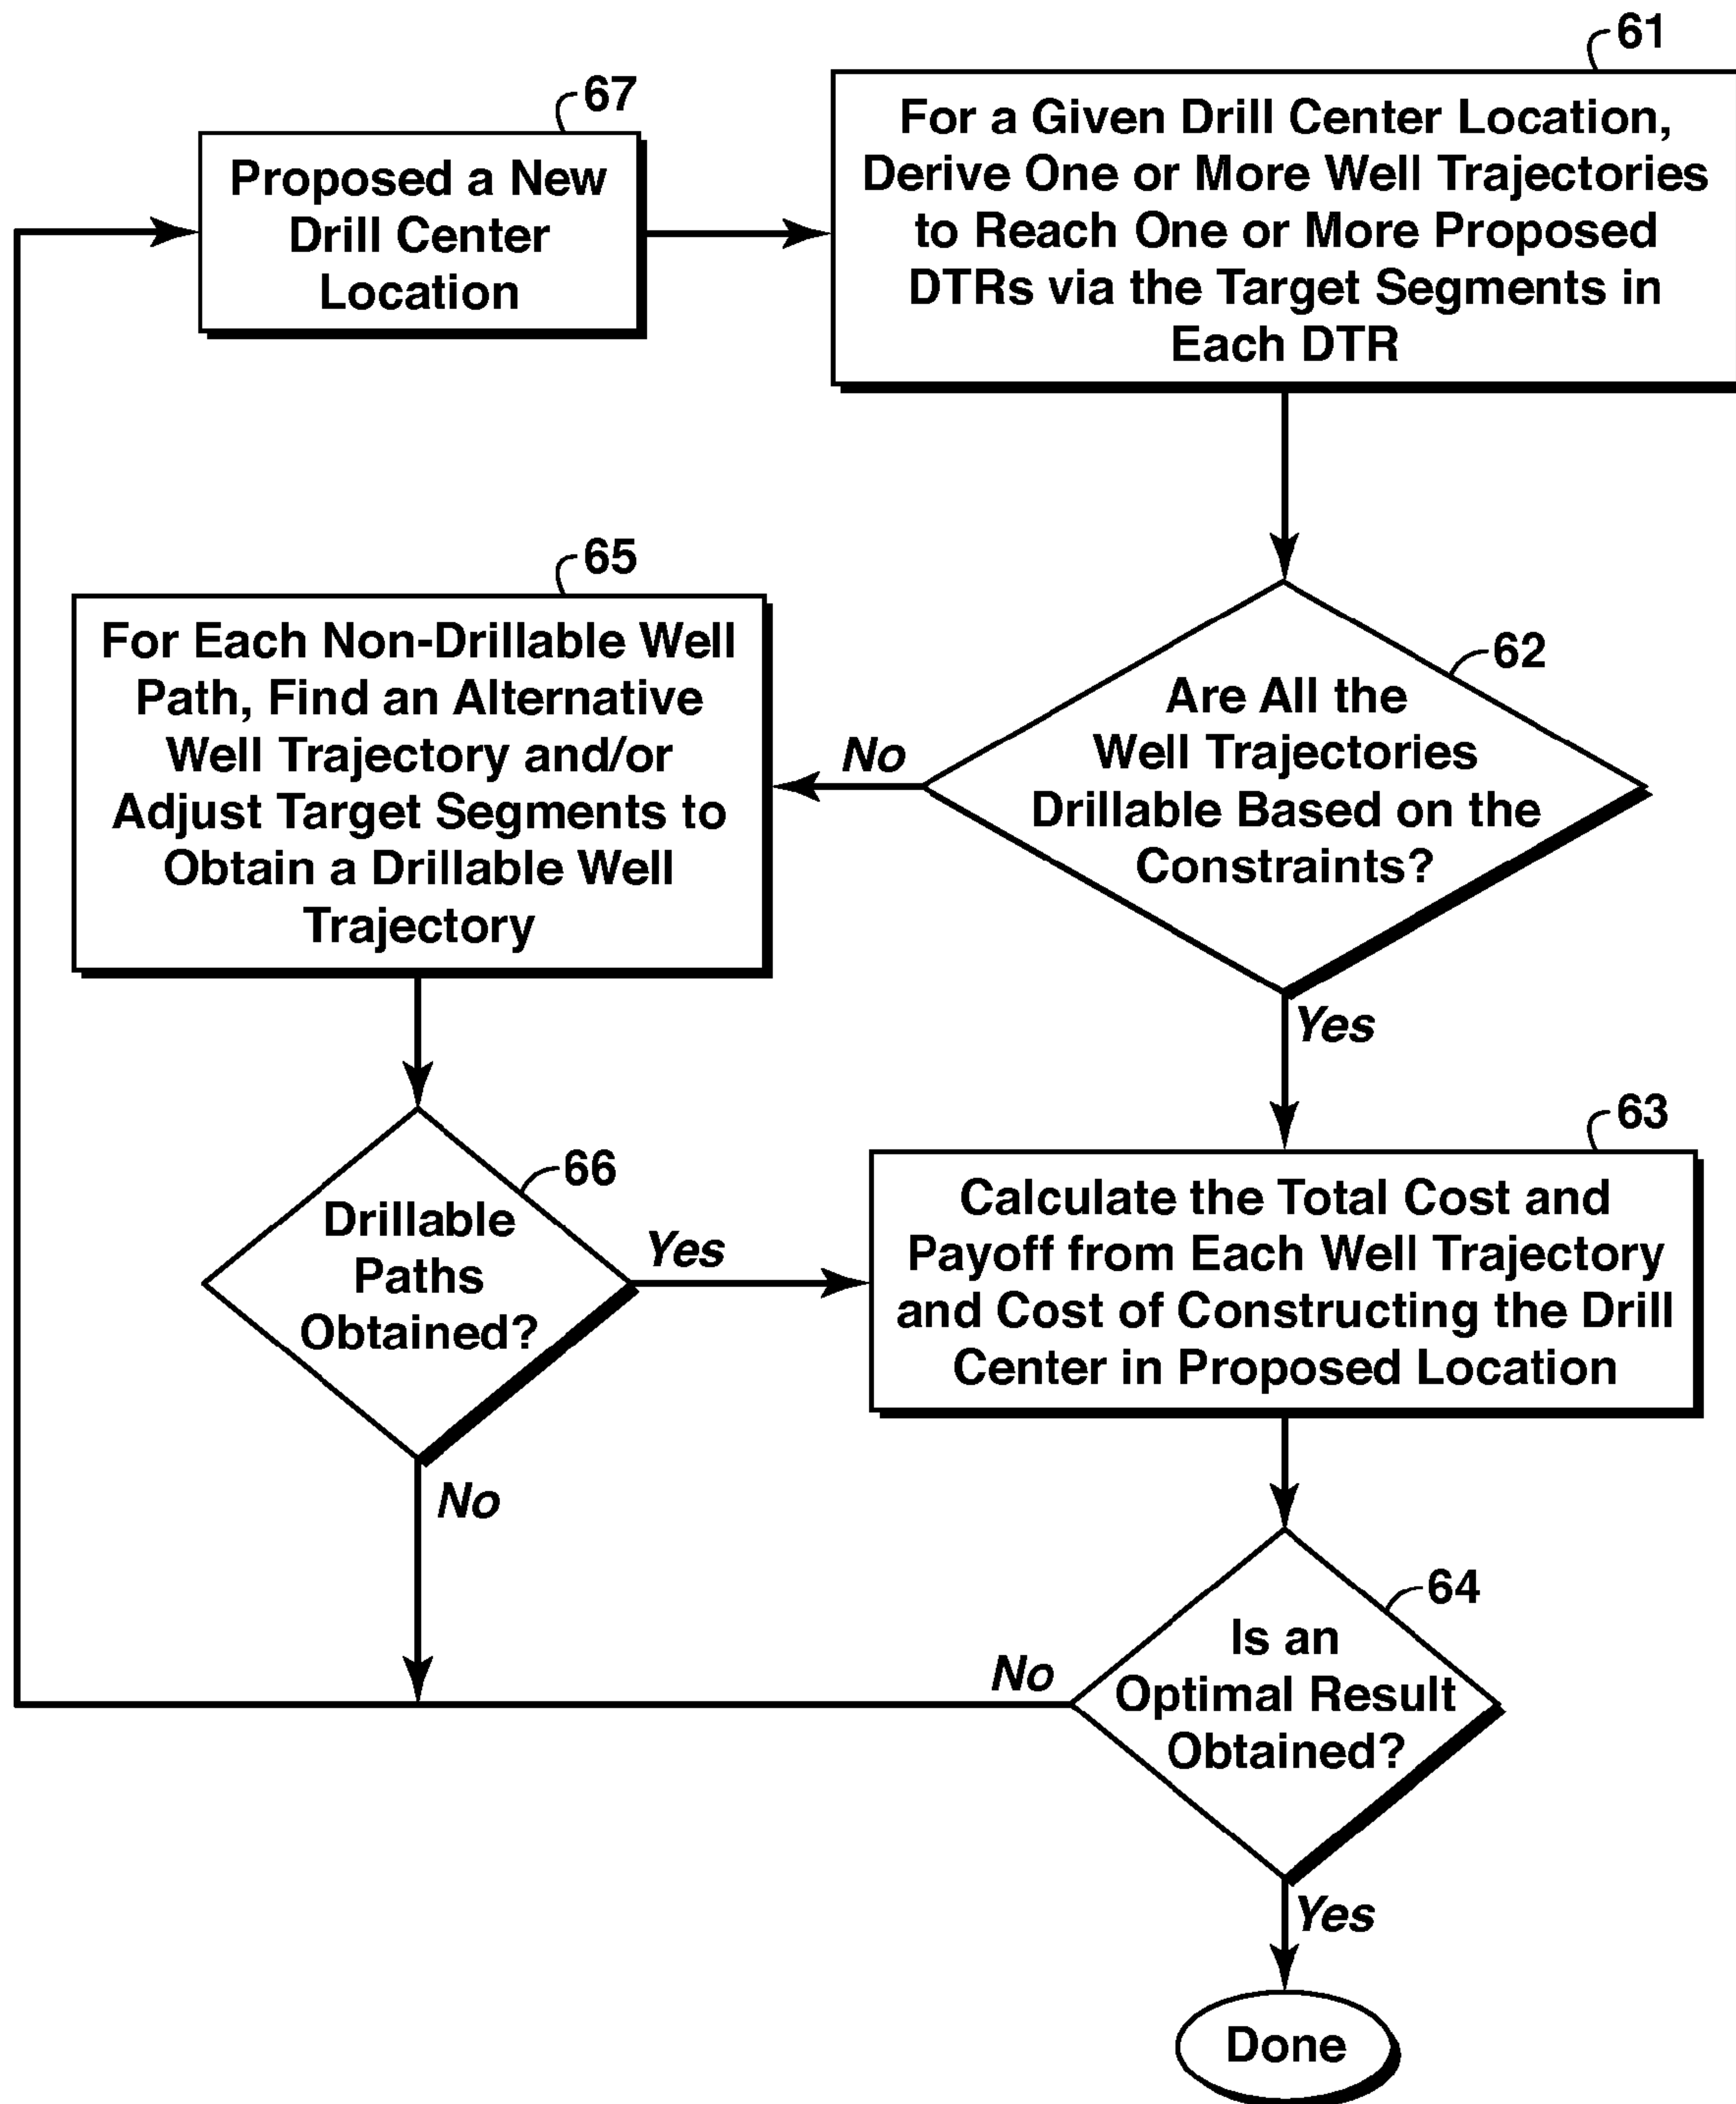 61
For a Given Drill Center Location,
Derive One or More Well Trajectories
to Reach One or More Proposed
DTRs via the Target Segments in
Each DTR
67
Proposed a New
Drill Center
Location
62
Are All the
Well Trajectories
Drillable Based on the
Constraints?
No
Yes
65
For Each Non-Drillable Well
Path, Find an Alternative
Well Trajectory and/or
Adjust Target Segments to
Obtain a Drillable Well
Trajectory
66
Drillable
Paths
Obtained?
Yes
No
63
Calculate the Total Cost and
Payoff from Each Well Trajectory
and Cost of Constructing the Drill
Center in Proposed Location
64
Is an
Optimal Result
Obtained?
No
Yes
Done